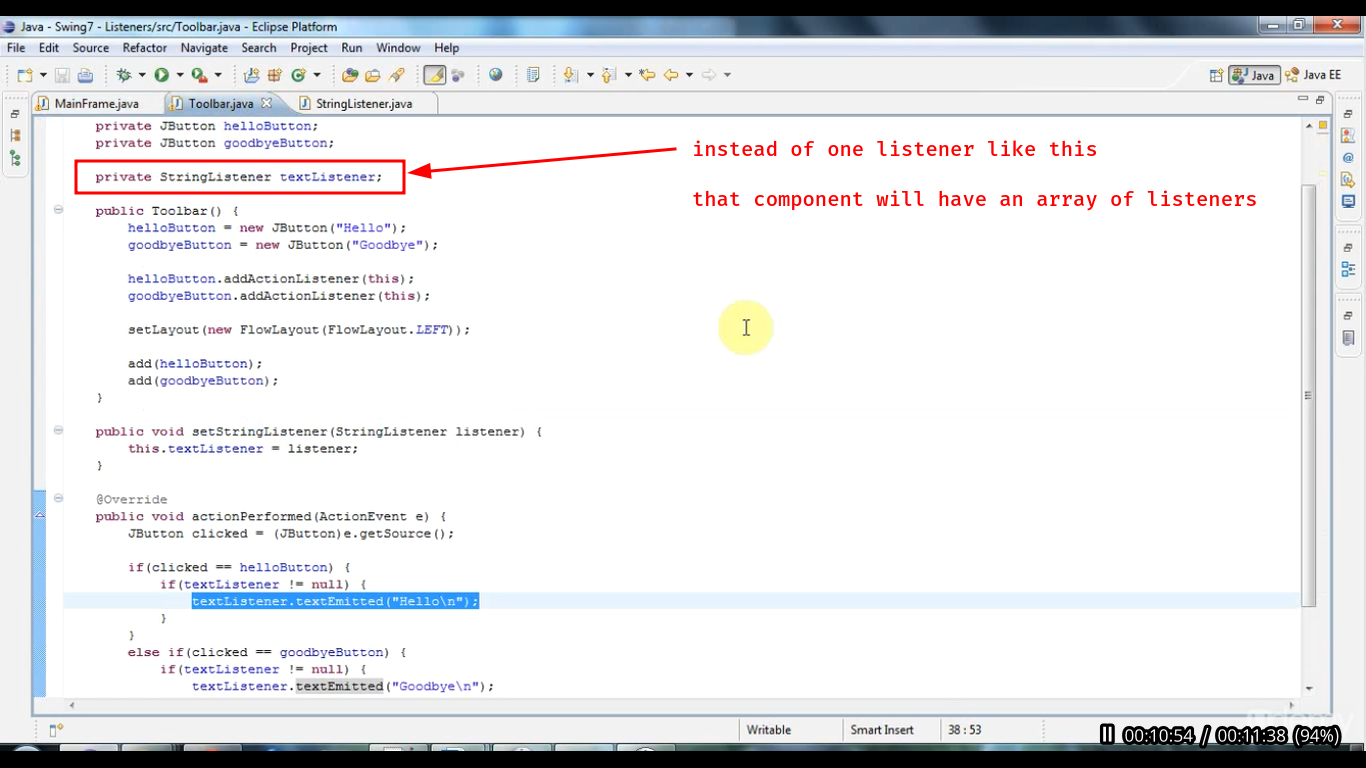 Java - Swing7 - Listeners/src/Toolbar.java - Eclipse Platform
File Edit Source Refactor Navigate Search Project Run Window Help
Java Java EE
MainFrame.java Toolbar.java StringListener.java
private JButton helloButton;
private JButton goodbyeButton;
instead of one listener like this
private StringListener textListener;
that component will have an array of listeners
public Toolbar() {
helloButton = new JButton("Hello");
goodbyeButton = new JButton("Goodbye");
helloButton.addActionListener(this);
goodbyeButton.addActionListener(this);
setLayout(new FlowLayout(FlowLayout.LEFT));
add(helloButton);
add(goodbyeButton);
}
public void setStringListener(StringListener listener) {
this.textListener = listener;
}
@Override
public void actionPerformed(ActionEvent e) {
JButton clicked = (JButton)e.getSource();
if(clicked == helloButton) {
if(textListener != null) {
textListener.textEmitted("Hello\n");
}
}
else if(clicked == goodbyeButton) {
if(textListener != null) {
textListener.textEmitted("Goodbye\n");
Writable Smart Insert 38 : 53
00:10:54 / 00:11:38 (94%)